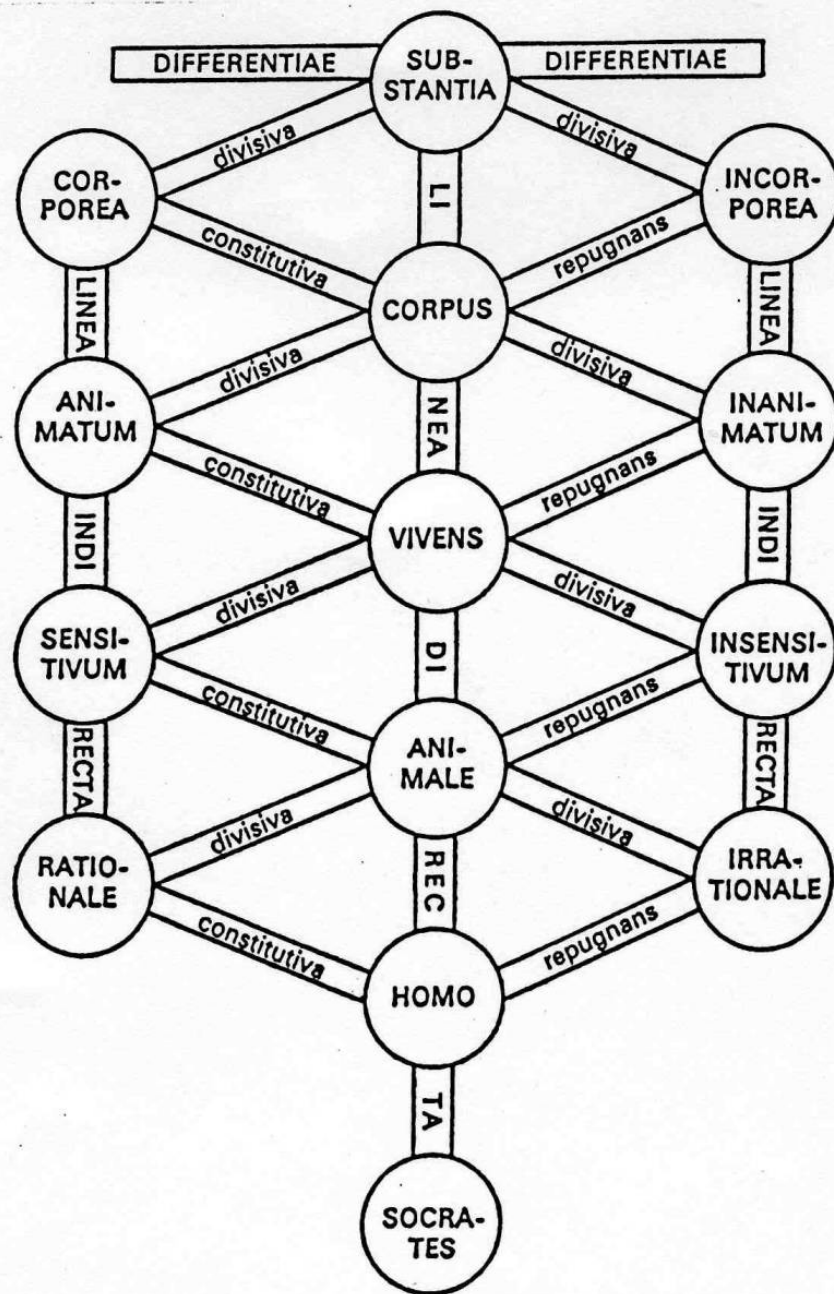 DIFFERENTIAE
SUB-
STANTIA
DIFFERENTIAE
divisiva
divisiva
COR-
POREA
LI
INCOR-
POREA
constitutiva
repugnans
LINEA
CORPUS
LINEA
divisiva
divisiva
ANI-
MATUM
NEA
INANI-
MATUM
constitutiva
repugnans
INDI
VIVENS
INDI
divisiva
divisiva
SENSI-
TIVUM
DI
INSENSI-
TIVUM
constitutiva
repugnans
RECTA
ANI-
MALE
RECTA
divisiva
divisiva
RATIO-
NALE
REC
IRRA-
TIONALE
constitutiva
repugnans
HOMO
TA
SOCRA-
TES